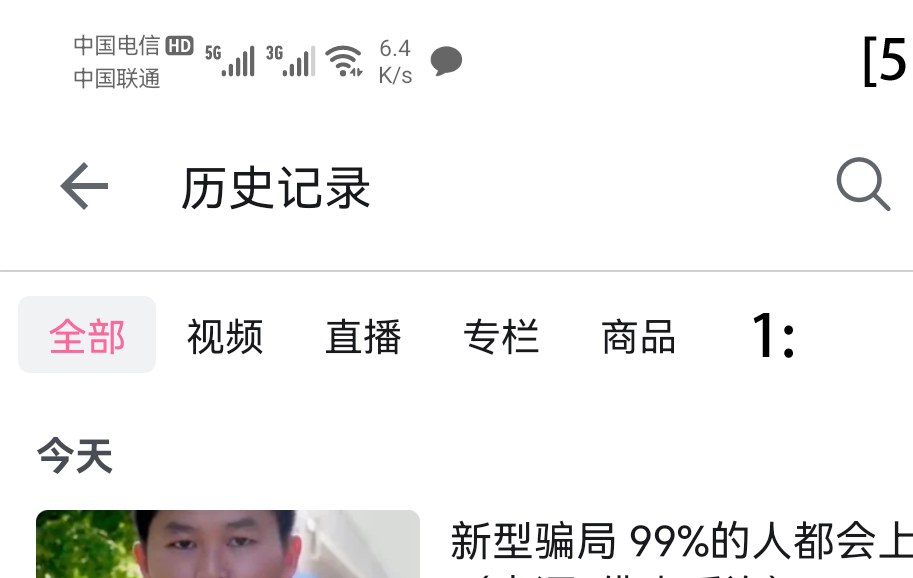 中国电信 HD 5G 3G 6.4
中国联通 K/s
[5
历史记录
全部 视频 直播 专栏 商品 1:
今天
新型骗局 99%的人都会上